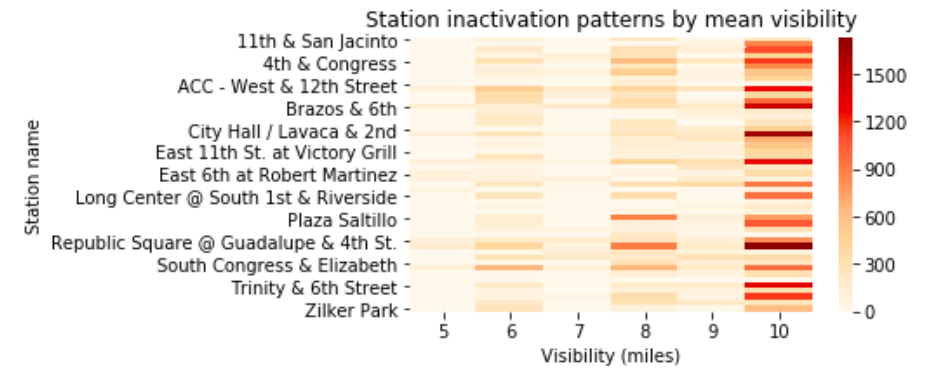 Station inactivation patterns by mean visibility
Station name
11th & San Jacinto
4th & Congress
ACC - West & 12th Street
Brazos & 6th
City Hall / Lavaca & 2nd
East 11th St. at Victory Grill
East 6th at Robert Martinez
Long Center @ South 1st & Riverside
Plaza Saltillo
Republic Square @ Guadalupe & 4th St.
South Congress & Elizabeth
Trinity & 6th Street
Zilker Park
5 6 7 8 9 10
Visibility (miles)
1500
1200
900
600
300
0